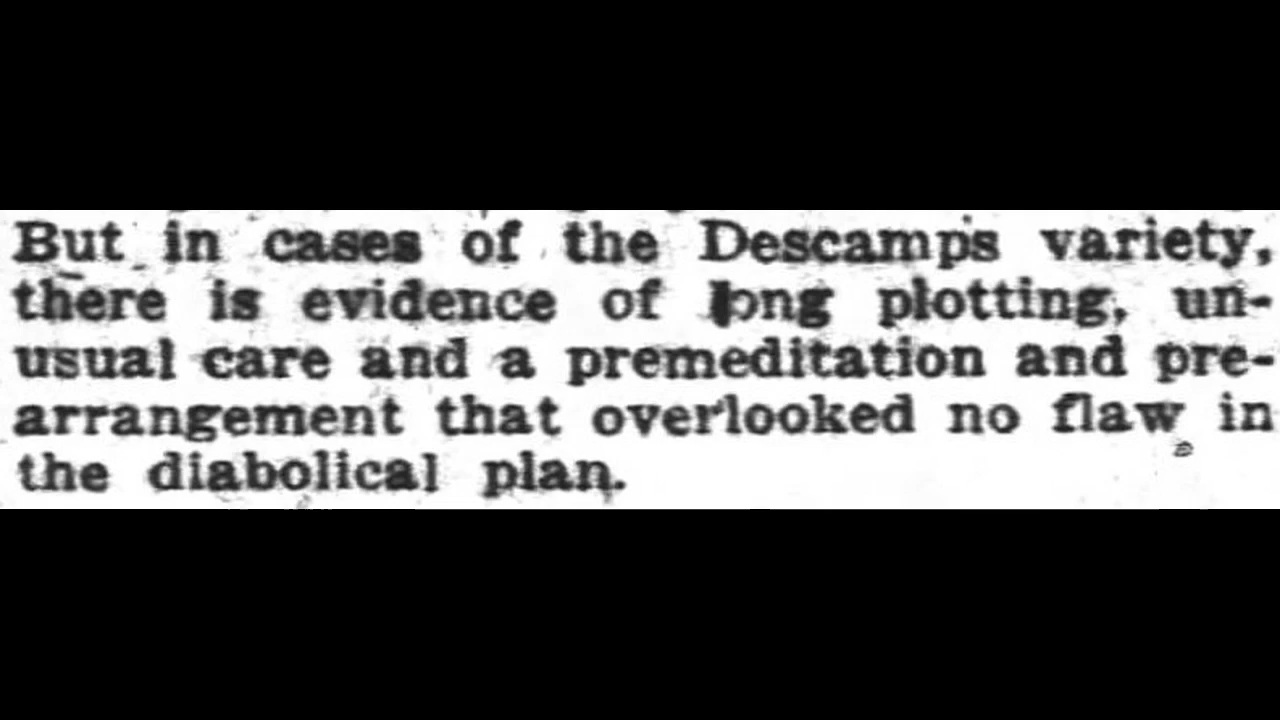 But in cases of the Descamps variety,
there is evidence of long plotting, un-
usual care and a premeditation and pre-
arrangement that overlooked no flaw in
the diabolical plan.